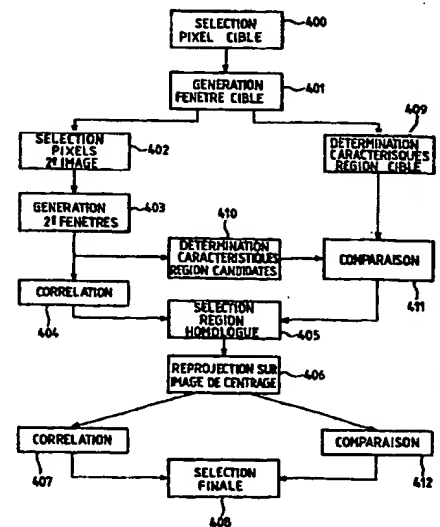 SELECTION
PIXEL CIBLE
400
GENERATION
FENETRE CIBLE
401
SELECTION
PIXELS
2e IMAGE
402
409
DETERMINATION
CARACTERISQUES
REGION CIBLE
GENERATION
2e FENETRES
403
410
DETERMINATION
CARACTERISTIQUES
REGION CANDIDATES
COMPARAISON
411
CORRELATION
404
SELECTION
REGION
HOMOLOGUE
405
REPROJECTION SUR
IMAGE DE CENTRAGE
406
CORRELATION
407
COMPARAISON
412
SELECTION
FINALE
408